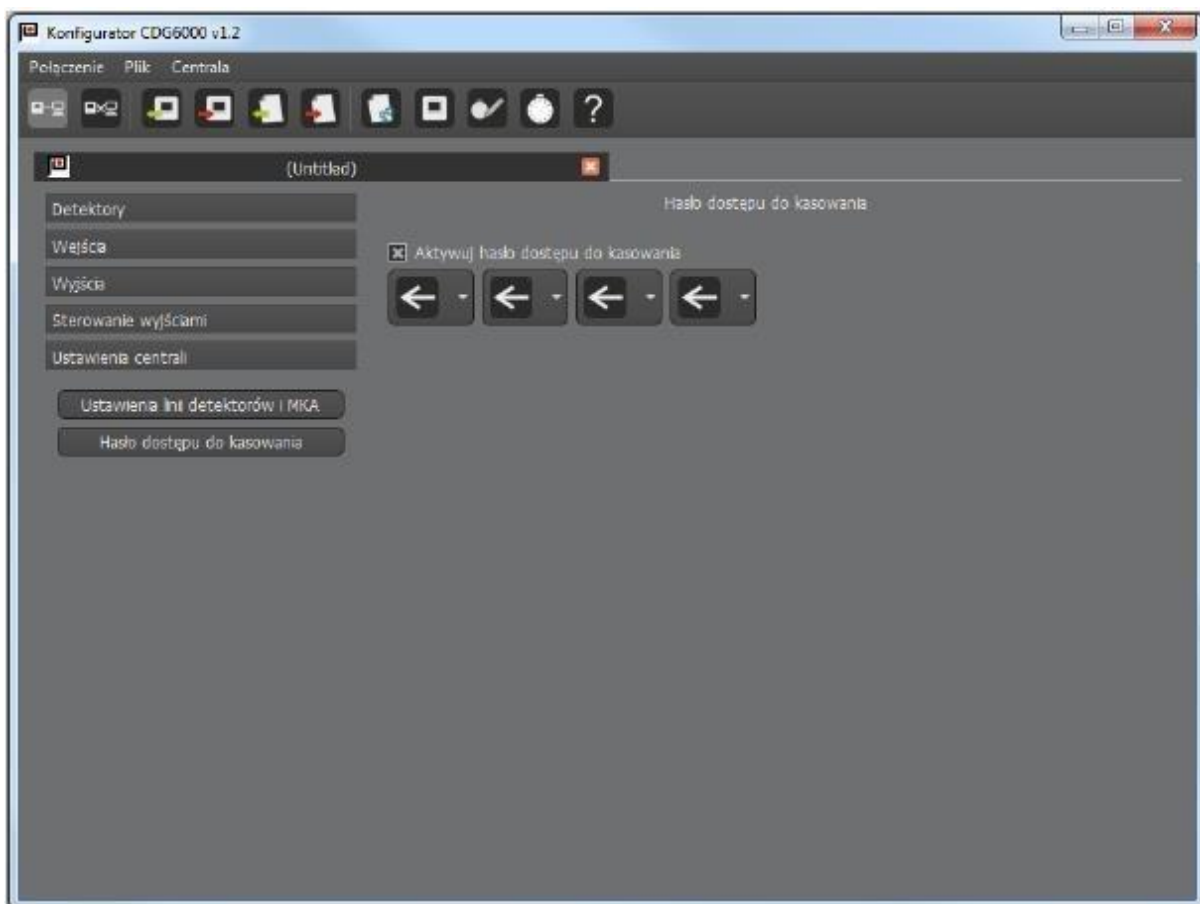 Konfigurator CDG6000 v1.2
Połączenie Plik Centrala
?
(Untitled)
Detektory
Hasło dostępu do kasowania
Wejścia
Aktywuj hasło dostępu do kasowania
Wyjścia
Sterowanie wyjściami
Ustawienia centrali
Ustawienia linii detektorów i MKA
Hasło dostępu do kasowania